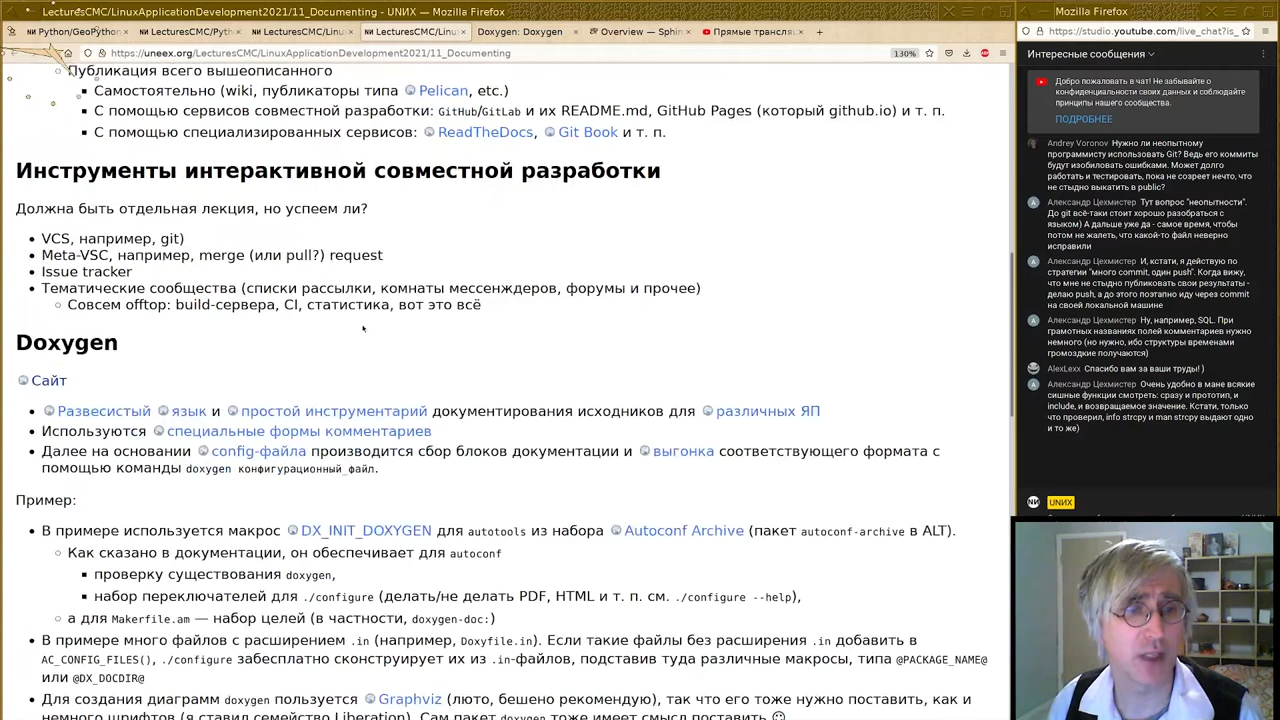 LecturesCMC/LinuxApplicationDevelopment2021/11_Documenting - UNИX — Mozilla Firefox
Python/GeoPython
LecturesCMC/Pyth
LecturesCMC/Linu
LecturesCMC/Linu
Doxygen: Doxygen
Overview — Sphin
Прямые трансляц
https://uneex.org/LecturesCMC/LinuxApplicationDevelopment2021/11_Documenting
130%
Публикация всего вышеописанного
Самостоятельно (wiki, публикаторы типа Pelican, etc.)
С помощью сервисов совместной разработки: GitHub/GitLab и их README.md, GitHub Pages (который github.io) и т. п.
С помощью специализированных сервисов: ReadTheDocs, Git Book и т. п.
Инструменты интерактивной совместной разработки
Должна быть отдельная лекция, но успеем ли?
VCS, например, git)
Meta-VSC, например, merge (или pull?) request
Issue tracker
Тематические сообщества (списки рассылки, комнаты мессенждеров, форумы и прочее)
Совсем offtop: build-сервера, CI, статистика, вот это всё
Doxygen
Сайт
Развесистый язык и простой инструментарий документирования исходников для различных ЯП
Используются специальные формы комментариев
Далее на основании config-файла производится сбор блоков документации и выгонка соответствующего формата с
помощью команды doxygen конфигурационный_файл.
Пример:
В примере используется макрос DX_INIT_DOXYGEN для autotools из набора Autoconf Archive (пакет autoconf-archive в ALT).
Как сказано в документации, он обеспечивает для autoconf
проверку существования doxygen,
набор переключателей для ./configure (делать/не делать PDF, HTML и т. п. см. ./configure --help),
а для Makefile.am — набор целей (в частности, doxygen-doc:)
В примере много файлов с расширением .in (например, Doxyfile.in). Если такие файлы без расширения .in добавить в
AC_CONFIG_FILES(), ./configure забесплатно сконструирует их из .in-файлов, подставив туда различные макросы, типа @PACKAGE_NAME@
или @DX_DOCDIR@
Для создания диаграмм doxygen пользуется Graphviz (люто, бешено рекомендую), так что его тоже нужно поставить, как и
немного шрифтов (я ставил семейство Liberation). Сам пакет doxygen тоже имеет смысл поставить ☺
Mozilla Firefox
https://studio.youtube.com/live_chat?is_
Интересные сообщения
Добро пожаловать в чат! Не забывайте о
конфиденциальности своих данных и соблюдайте
принципы нашего сообщества.
ПОДРОБНЕЕ
Andrey Voronov Нужно ли неопытному
программисту использовать Git? Ведь его коммиты
будут изобиловать ошибками. Может долго
работать и тестировать, пока не созреет нечто, что
не стыдно выкатить в public?
Александр Цехмистер Тут вопрос "неопытности".
До git всё-таки стоит хорошо разобраться с
языком) А дальше уже да - самое время, чтобы
потом не жалеть, что какой-то файл неверно
исправили
Александр Цехмистер И, кстати, я действую по
стратегии "много commit, один push". Когда вижу,
что мне не стыдно публиковать свои результаты -
делаю push, а до этого поэтапно иду через commit
на своей локальной машине
Александр Цехмистер Ну, например, SQL. При
грамотных названиях полей комментариев нужно
немного (но нужно, ибо структуры временами
громоздкие получаются)
AlexLexx Спасибо вам за ваши труды! )
Александр Цехмистер Очень удобно в мане всякие
сишные функции смотреть: сразу и прототип, и
include, и возвращаемое значение. Кстати, только
что проверил, info strcpy и man strcpy выдают одно
и то же)
UNИX